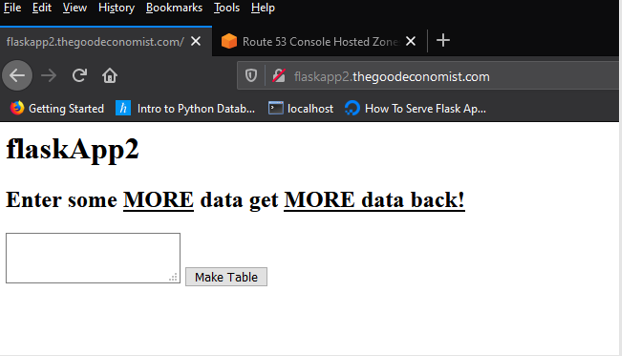 File Edit View History Bookmarks Tools Help
flaskapp2.thegoodeconomist.com/ Route 53 Console Hosted Zone
flaskapp2.thegoodeconomist.com
Getting Started Intro to Python Datab... localhost How To Serve Flask Ap...
flaskApp2
Enter some MORE data get MORE data back!
Make Table